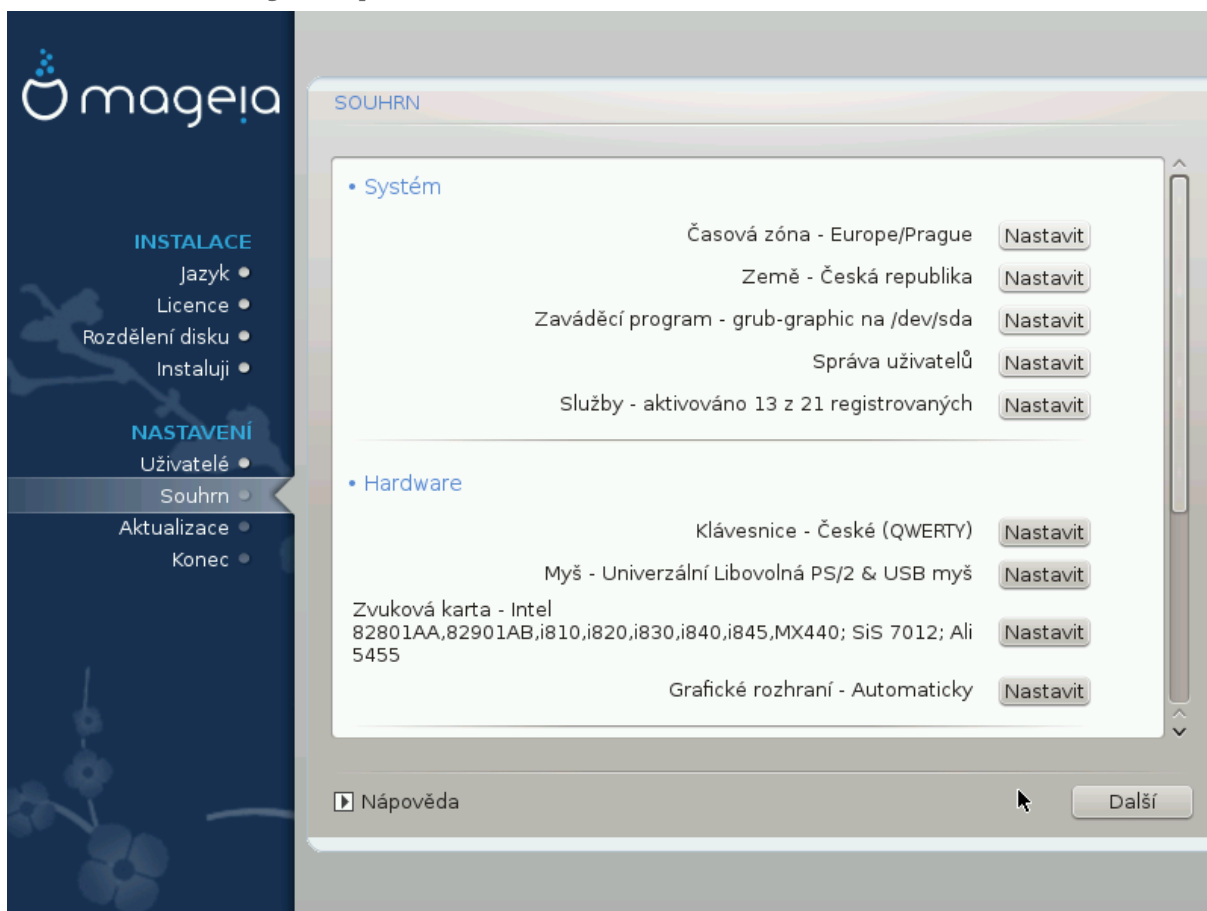 mageia
INSTALACE
Jazyk
Licence
Rozdělení disku
Instaluji
NASTAVENÍ
Uživatelé
Souhrn
Aktualizace
Konec
SOUHRN
• Systém
Časová zóna - Europe/Prague Nastavit
Země - Česká republika Nastavit
Zaváděcí program - grub-graphic na /dev/sda Nastavit
Správa uživatelů Nastavit
Služby - aktivováno 13 z 21 registrovaných Nastavit
• Hardware
Klávesnice - České (QWERTY) Nastavit
Myš - Univerzální Libovolná PS/2 & USB myš Nastavit
Zvuková karta - Intel
82801AA,82901AB,i810,i820,i830,i840,i845,MX440; SiS 7012; Ali Nastavit
5455
Grafické rozhraní - Automaticky Nastavit
Nápověda
Další